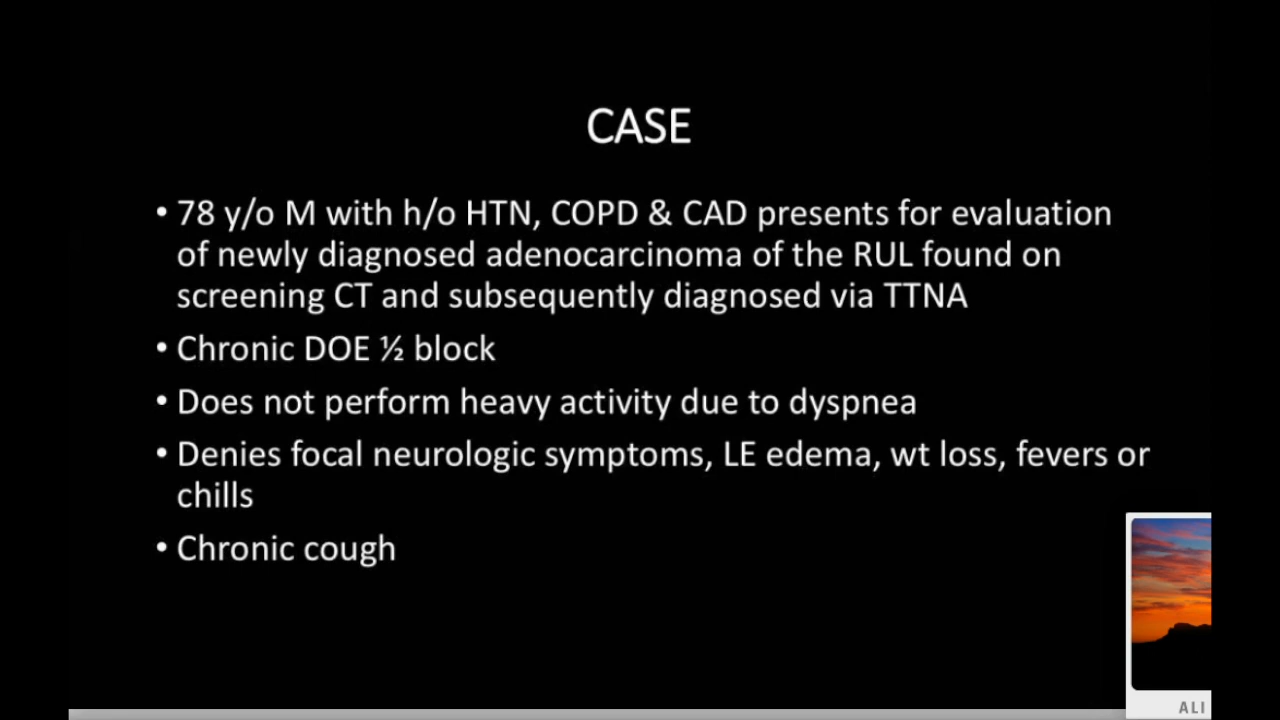 CASE
• 78 y/o M with h/o HTN, COPD & CAD presents for evaluation
of newly diagnosed adenocarcinoma of the RUL found on
screening CT and subsequently diagnosed via TTNA
• Chronic DOE ½ block
• Does not perform heavy activity due to dyspnea
• Denies focal neurologic symptoms, LE edema, wt loss, fevers or
chills
• Chronic cough
ALI